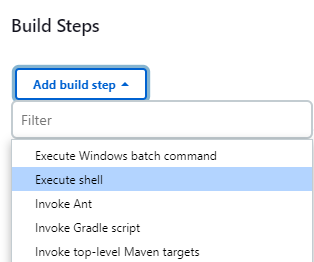 Build Steps
Add build step
Filter
Execute Windows batch command
Execute shell
Invoke Ant
Invoke Gradle script
Invoke top-level Maven targets